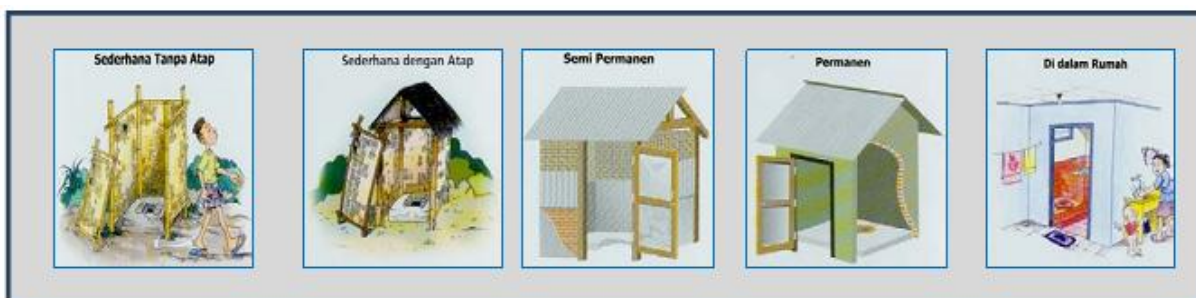 Sederhana Tanpa Atap
Sederhana dengan Atap
Semi Permanen
Permanen
Di dalam Rumah